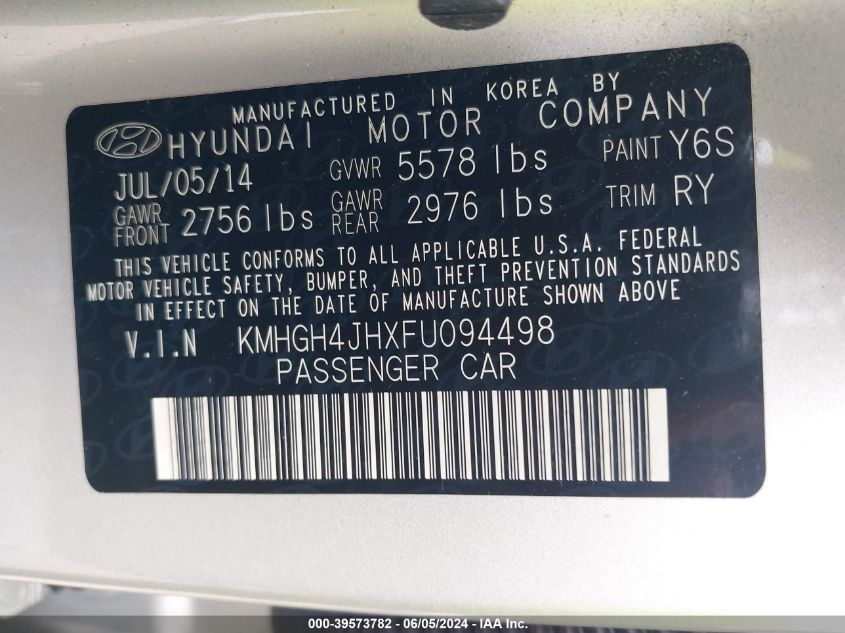 MANUFACTURED IN KOREA BY
HYUNDAI MOTOR COMPANY
JUL/05/14 GVWR 5578 lbs PAINT Y6S
GAWR FRONT 2756 lbs GAWR REAR 2976 lbs TRIM RY
THIS VEHICLE CONFORMS TO ALL APPLICABLE U.S.A. FEDERAL
MOTOR VEHICLE SAFETY, BUMPER, AND THEFT PREVENTION STANDARDS
IN EFFECT ON THE DATE OF MANUFACTURE SHOWN ABOVE
V.I.N KMHGH4JHXFU094498
PASSENGER CAR
000-39573782 - 06/05/2024 - IAA Inc.